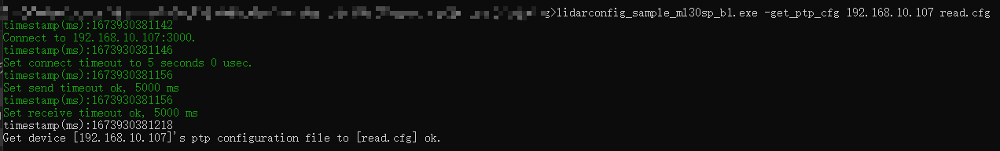 g>lidarconfig_sample_ml30sp_b1.exe -get_ptp_cfg 192.168.10.107 read.cfg
timestamp(ms):1673930381142
Connect to 192.168.10.107:3000.
timestamp(ms):1673930381146
Set connect timeout to 5 seconds 0 usec.
timestamp(ms):1673930381156
Set send timeout ok, 5000 ms
timestamp(ms):1673930381156
Set receive timeout ok, 5000 ms
timestamp(ms):1673930381218
Get device [192.168.10.107]'s ptp configuration file to [read.cfg] ok.